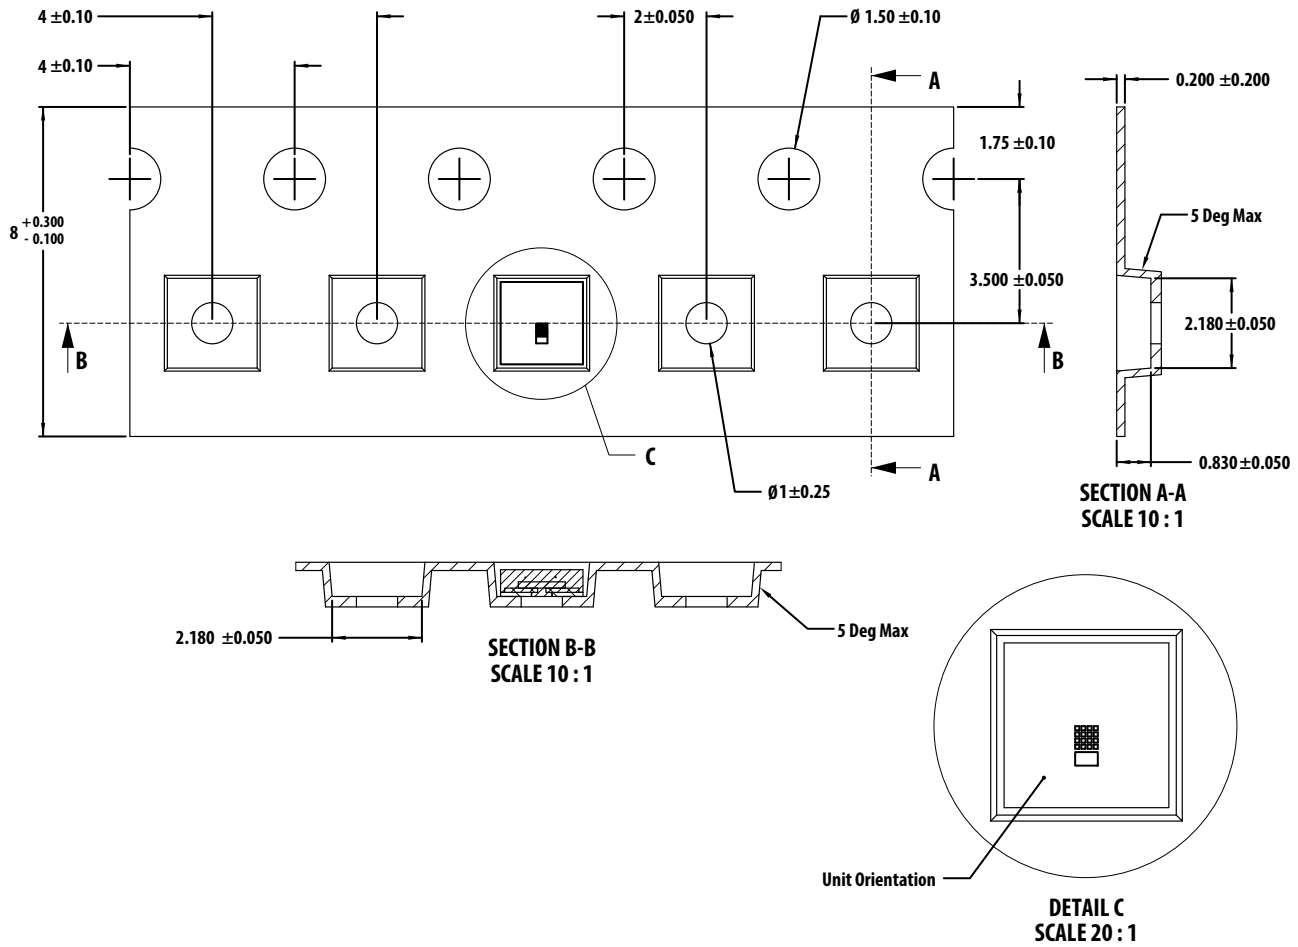 4 ±0.10
2±0.050
Ø 1.50 ±0.10
4 ±0.10
A
0.200 ±0.200
1.75 ±0.10
8 +0.300
- 0.100
5 Deg Max
3.500 ±0.050
2.180±0.050
B
B
C
A
0.830±0.050
Ø1±0.25
SECTION A-A
SCALE 10 : 1
2.180 ±0.050
5 Deg Max
SECTION B-B
SCALE 10 : 1
Unit Orientation
DETAIL C
SCALE 20 : 1